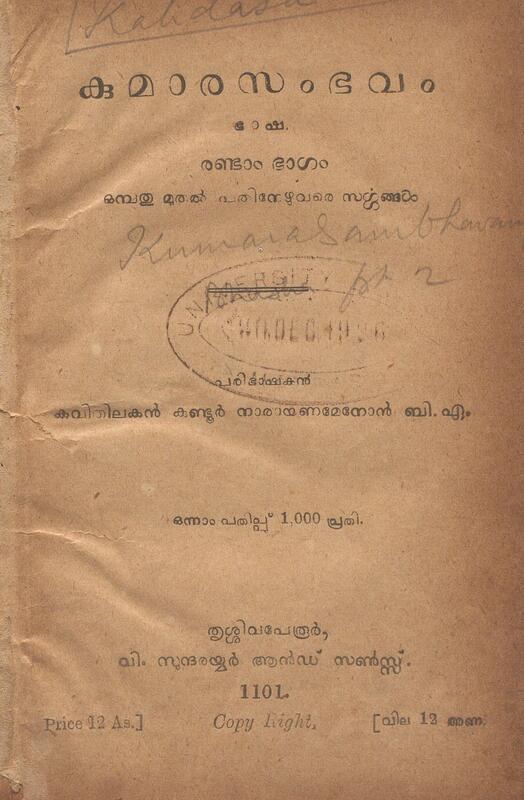 Kalidasa
കുമാരസംഭവം
ഭാഷ.
രണ്ടാം ഭാഗം
ഒമ്പതു മുതൽ പതിനേഴുവരെ സർഗ്ഗങ്ങൾ
Kumarasambhavam
pt 2
UNIVERSITY
പരിഭാഷകൻ
കവിതിലകൻ കണ്ടൂർ നാരായണമേനോൻ ബി. ഏ.
ഒന്നാം പതിപ്പ് 1,000 പ്രതി.
തൃശ്ശിവപേരൂർ,
വി. സുന്ദരയ്യർ ആൻഡ് സൺസ്സ്.
1101.
Price 12 As.] Copy Right. [വില 12 അണ.